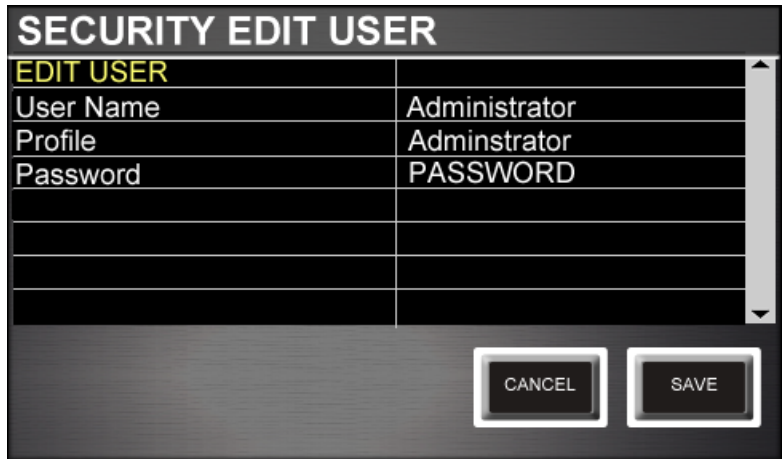 SECURITY EDIT USER
EDIT USER
User Name Administrator
Profile Adminstrator
Password PASSWORD
CANCEL SAVE